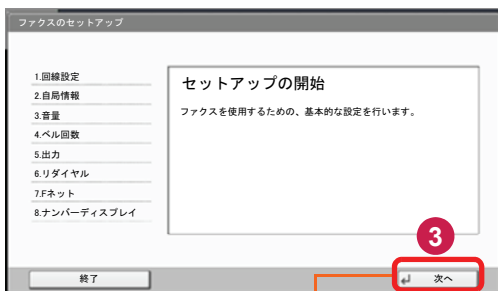 ファクスのセットアップ
1.回線設定
2.自局情報
3.音量
4.ベル回数
5.出力
6.リダイヤル
7.Fネット
8.ナンバーディスプレイ
セットアップの開始
ファクスを使用するための、基本的な設定を行います。
3
終了
次へ